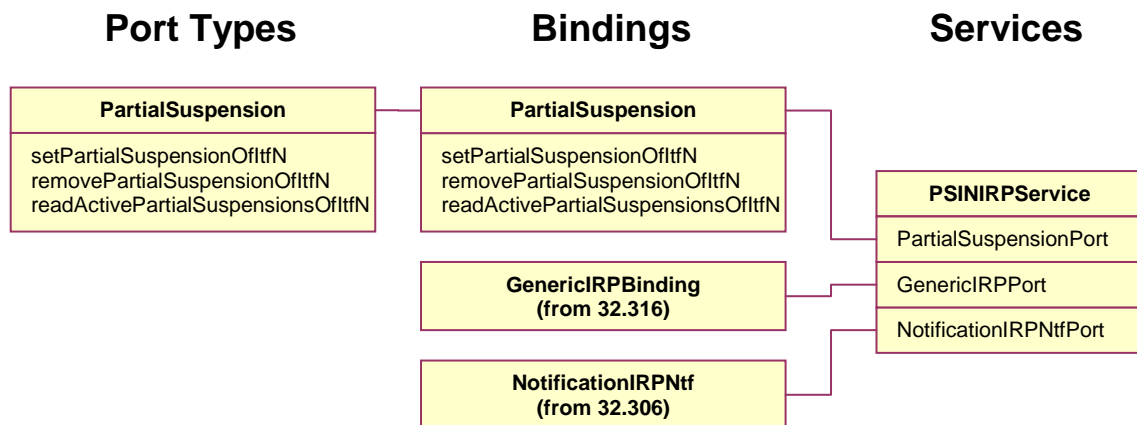 Port Types
Bindings
Services
PartialSuspension
setPartialSuspensionOfItfN
removePartialSuspensionOfItfN
readActivePartialSuspensionsOfItfN
PartialSuspension
setPartialSuspensionOfItfN
removePartialSuspensionOfItfN
readActivePartialSuspensionsOfItfN
GenericIRPBinding
(from 32.316)
NotificationIRPNtf
(from 32.306)
PSINIRPService
PartialSuspensionPort
GenericIRPPort
NotificationIRPNtfPort